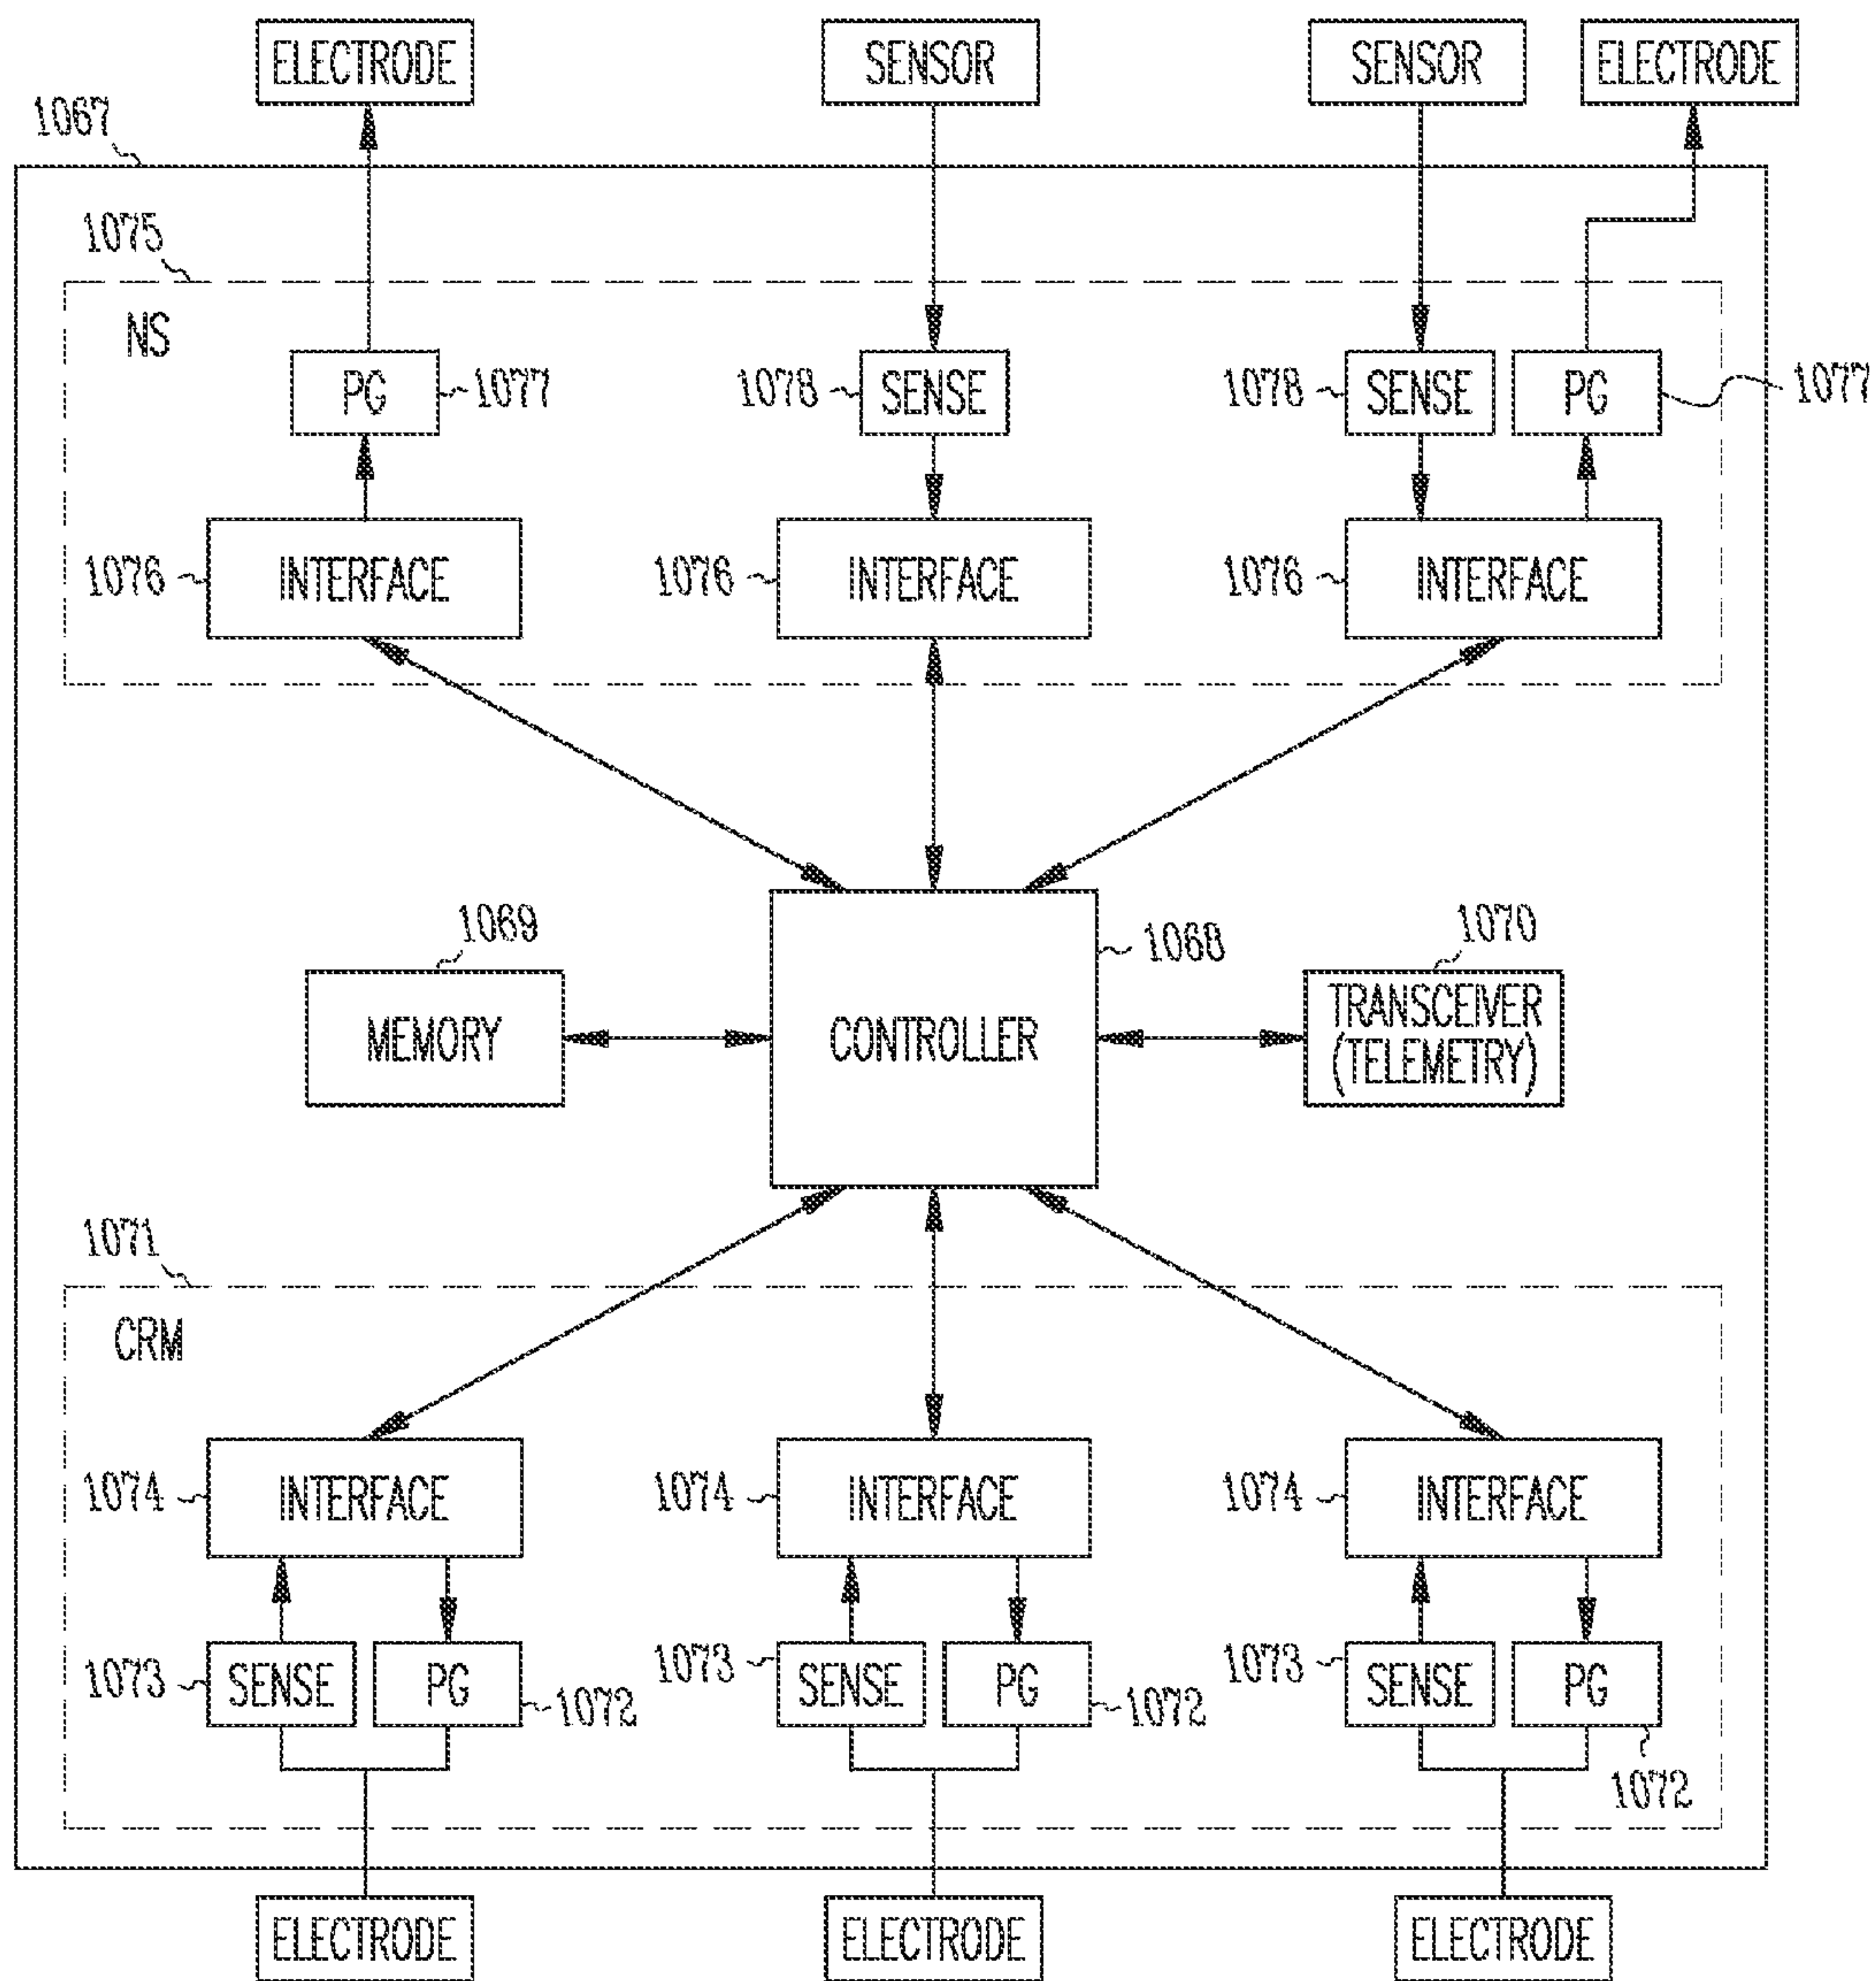 ELECTRODE
SENSOR
SENSOR
ELECTRODE
1067
1075
NS
PG
1077
1078
SENSE
1078
SENSE
PG
1077
1076
INTERFACE
1076
INTERFACE
1076
INTERFACE
1069
1068
1070
MEMORY
CONTROLLER
TRANSCEIVER
(TELEMETRY)
1071
CRM
1074
INTERFACE
1074
INTERFACE
1074
INTERFACE
1073
SENSE
PG
1072
1073
SENSE
PG
1072
1073
SENSE
PG
1072
ELECTRODE
ELECTRODE
ELECTRODE